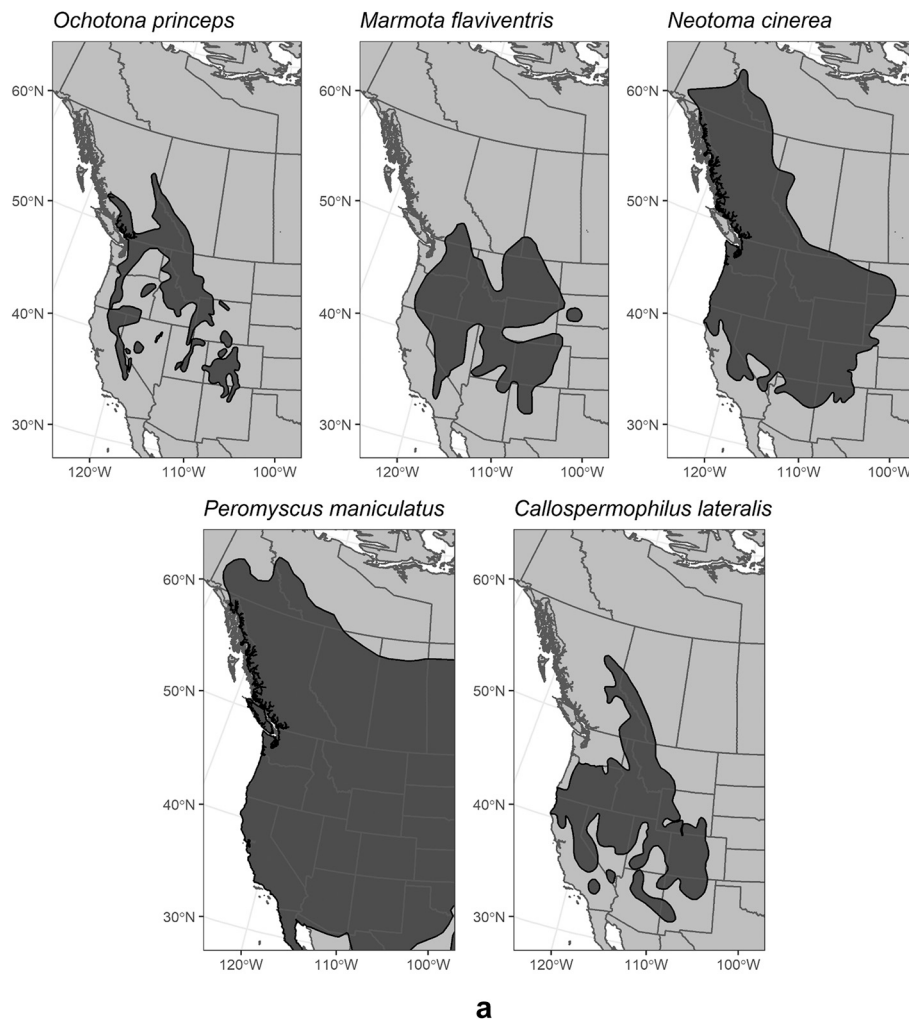 Ochotona princeps
Marmota flaviventris
Neotoma cinerea
60°N
50°N
40°N
30°N
60°N
50°N
40°N
30°N
60°N
50°N
40°N
30°N
120°W 110°W 100°W
120°W 110°W 100°W
120°W 110°W 100°W
Peromyscus maniculatus
Callospermophilus lateralis
60°N
50°N
40°N
30°N
60°N
50°N
40°N
30°N
120°W 110°W 100°W
120°W 110°W 100°W
a